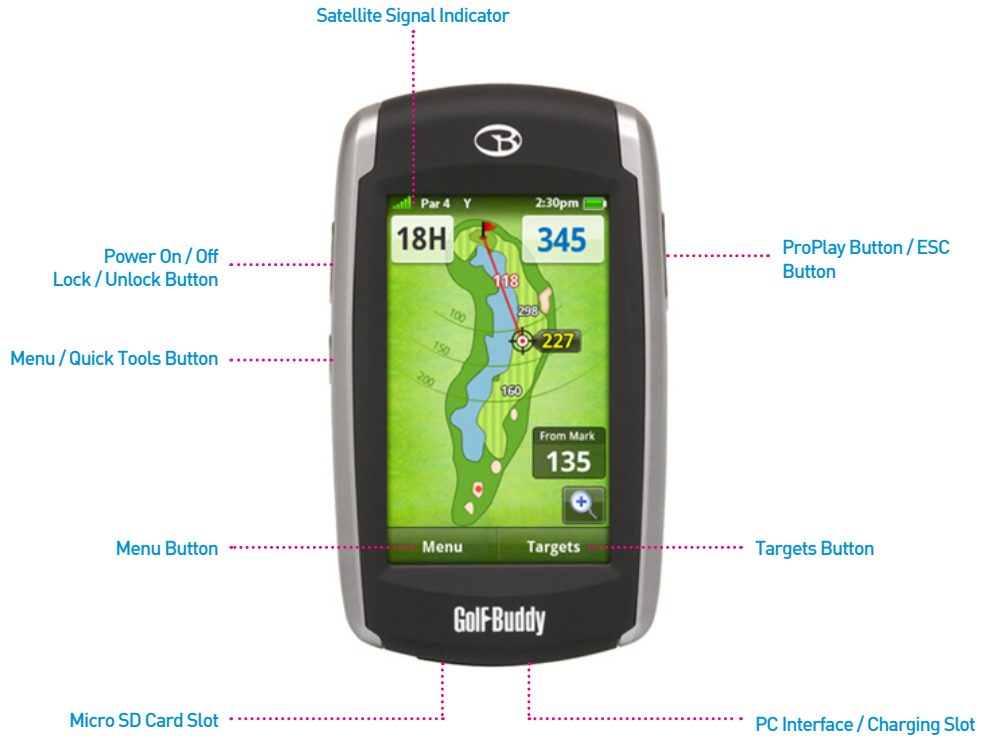 Satellite Signal Indicator
Par 4 Y 2:30pm
18H 345
118
298
100
227
150
200
160
From Mark
135
Menu Targets
GolfBuddy
Power On / Off
Lock / Unlock Button
Menu / Quick Tools Button
Menu Button
Micro SD Card Slot
ProPlay Button / ESC
Button
Targets Button
PC Interface / Charging Slot